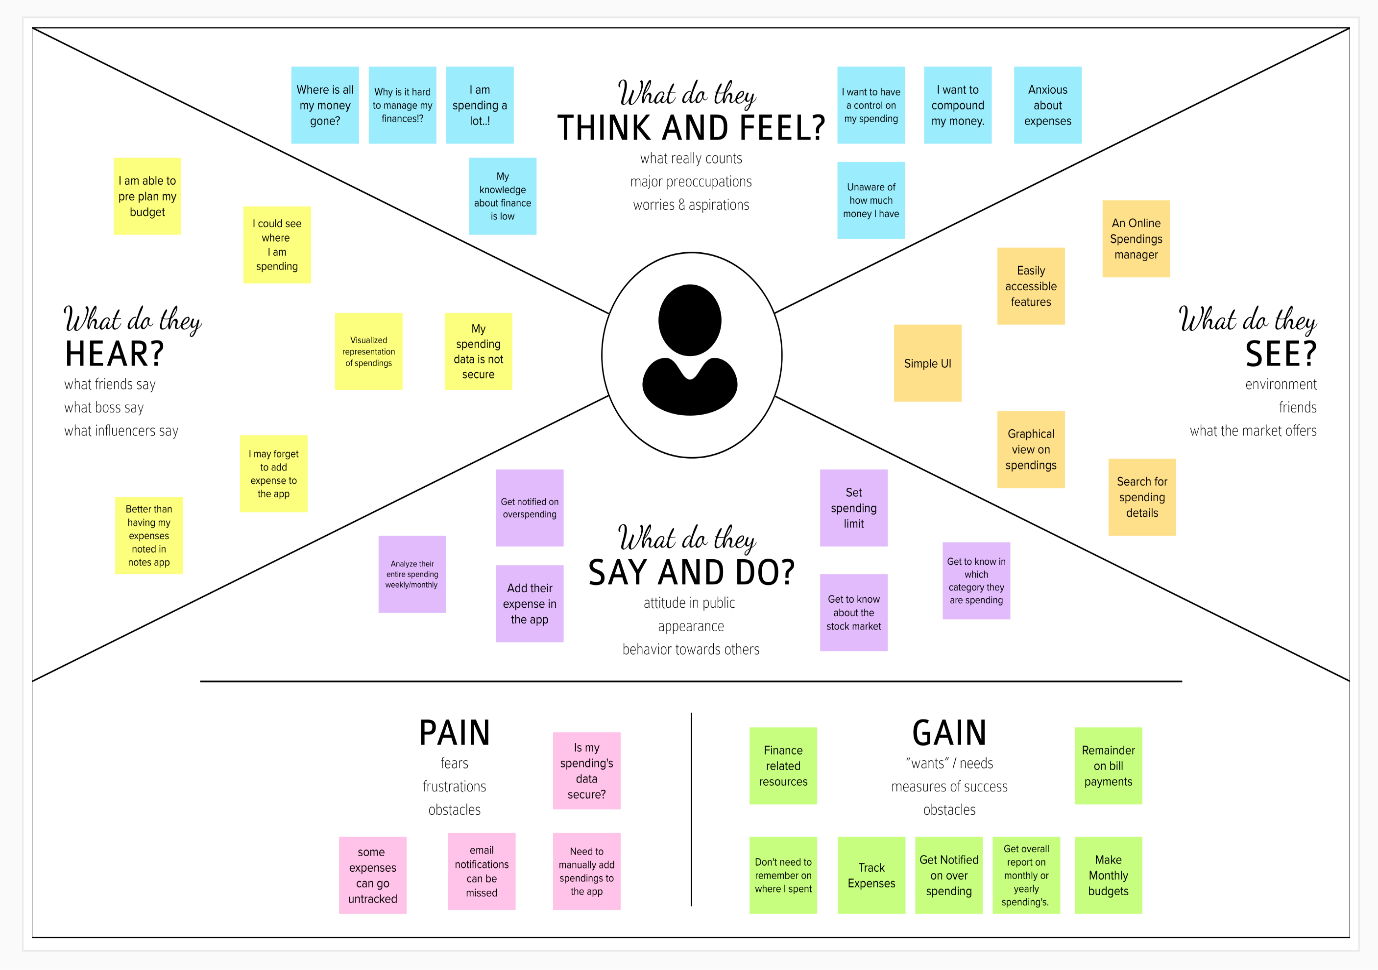 What do they
THINK AND FEEL?
what really counts
major preoccupations
worries & aspirations
Where is all
my money
gone?
Why is it hard
to manage my
finances!?
I am
spending a
lot..!
My
knowledge
about finance
is low
I want to have
a control on
my spending
I want to
compound
my money.
Anxious
about
expenses
Unaware of
how much
money I have
What do they
HEAR?
what friends say
what boss say
what influencers say
I am able to
pre plan my
budget
I could see
where
I am
spending
Visualized
representation
of spendings
My
spending
data is not
secure
I may forget
to add
expense to
the app
Better than
having my
expenses
noted in
notes app
What do they
SEE?
environment
friends
what the market offers
An Online
Spendings
manager
Easily
accessible
features
Simple UI
Graphical
view on
spendings
Search for
spending
details
What do they
SAY AND DO?
attitude in public
appearance
behavior towards others
Get notified on
overspending
Analyze their
entire spending
weekly/monthly
Add their
expense in
the app
Set
spending
limit
Get to know
about the
stock market
Get to know in
which
category they
are spending
PAIN
fears
frustrations
obstacles
Is my
spending's
data
secure?
some
expenses
can go
untracked
email
notifications
can be
missed
Need to
manually add
spendings to
the app
GAIN
"wants" / needs
measures of success
obstacles
Finance
related
resources
Remainder
on bill
payments
Don't need to
remember on
where I spent
Track
Expenses
Get Notified
on over
spending
Get overall
report on
monthly or
yearly
spending's.
Make
Monthly
budgets